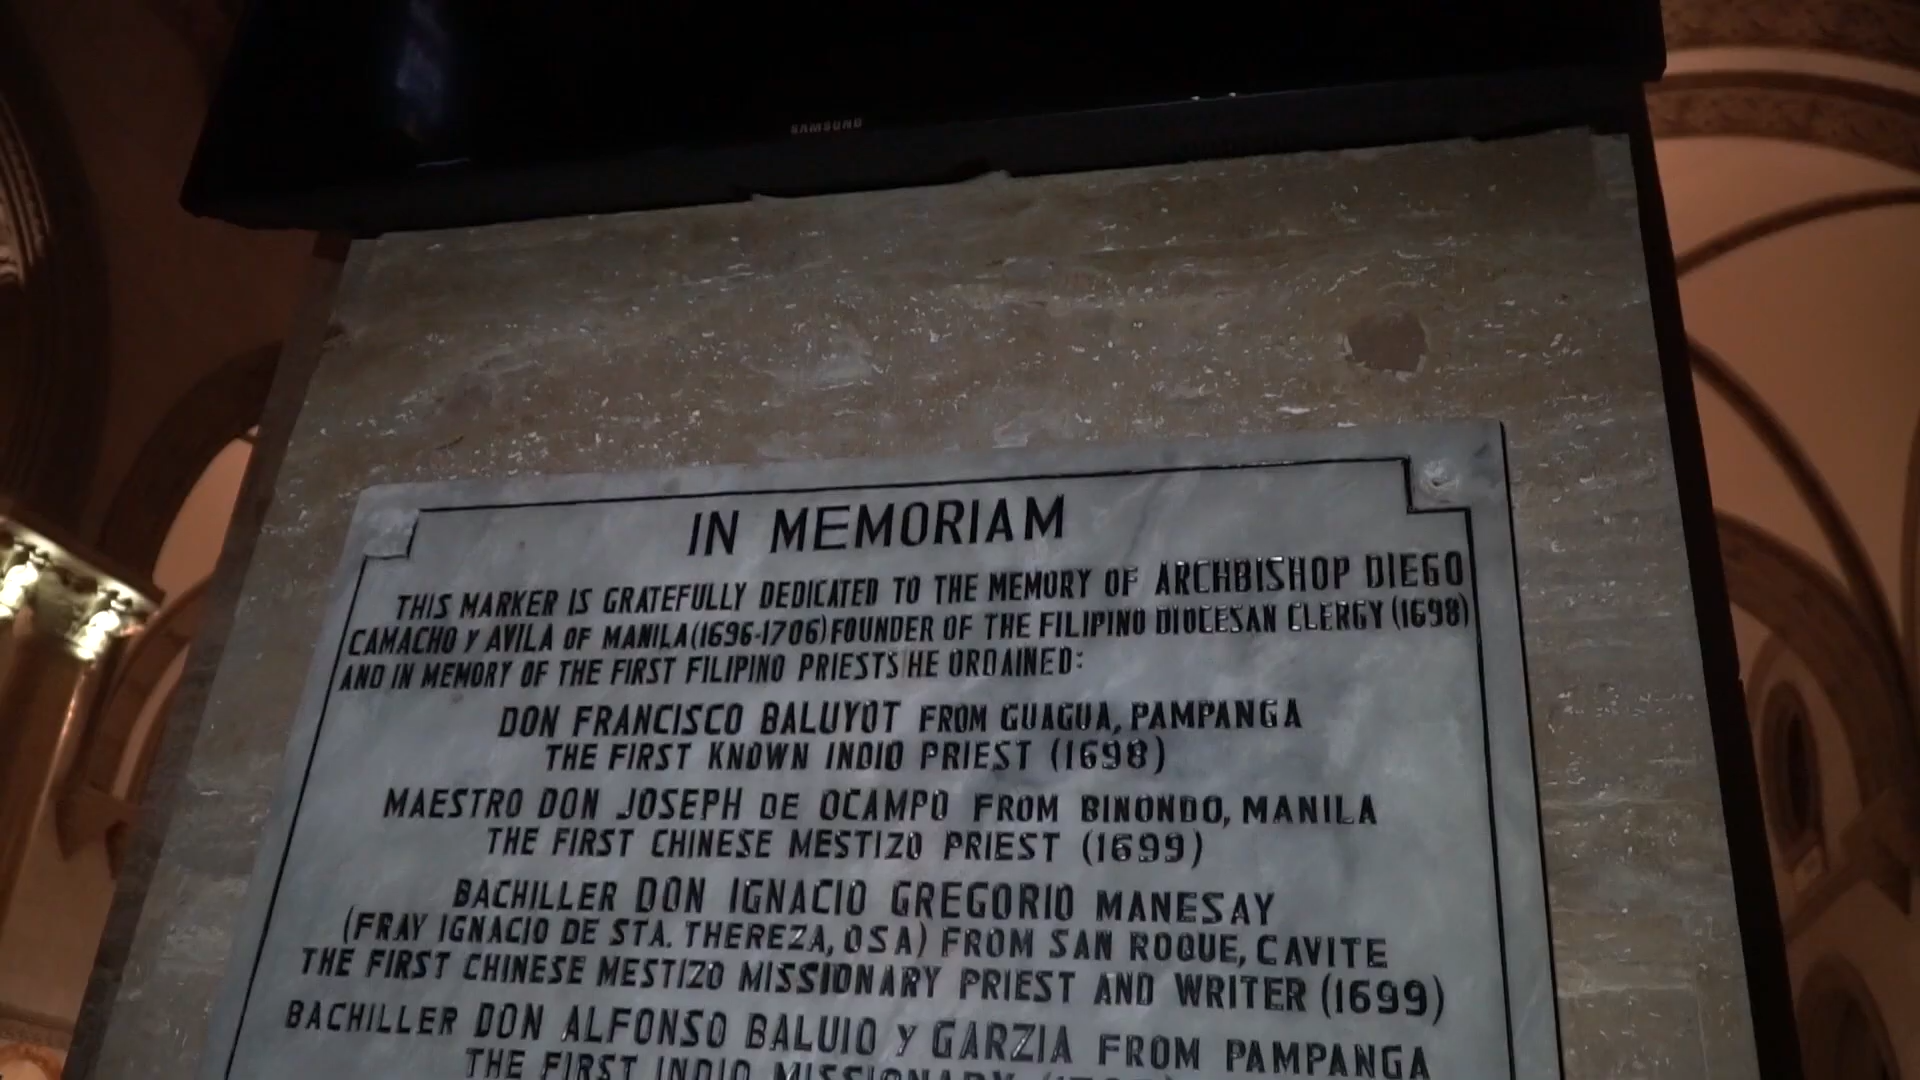 SAMSUNG
IN MEMORIAM
THIS MARKER IS GRATEFULLY DEDICATED TO THE MEMORY OF ARCHBISHOP DIEGO
CAMACHO y AVILA OF MANILA(1696-1706)FOUNDER OF THE FILIPINO DIOCESAN CLERGY (1698)
AND IN MEMORY OF THE FIRST FILIPINO PRIESTS HE ORDAINED:
DON FRANCISCO BALUYOT FROM GUAGUA, PAMPANGA
THE FIRST KNOWN INDIO PRIEST (1698)
MAESTRO DON JOSEPH DE OCAMPO FROM BINONDO, MANILA
THE FIRST CHINESE MESTIZO PRIEST (1699)
BACHILLER DON IGNACIO GREGORIO MANESAY
(FRAY IGNACIO DE STA. THEREZA, OSA) FROM SAN ROQUE, CAVITE
THE FIRST CHINESE MESTIZO MISSIONARY PRIEST AND WRITER (1699)
BACHILLER DON ALFONSO BALUIO y GARZIA FROM PAMPANGA
THE FIRST INDIO MISSIONARY